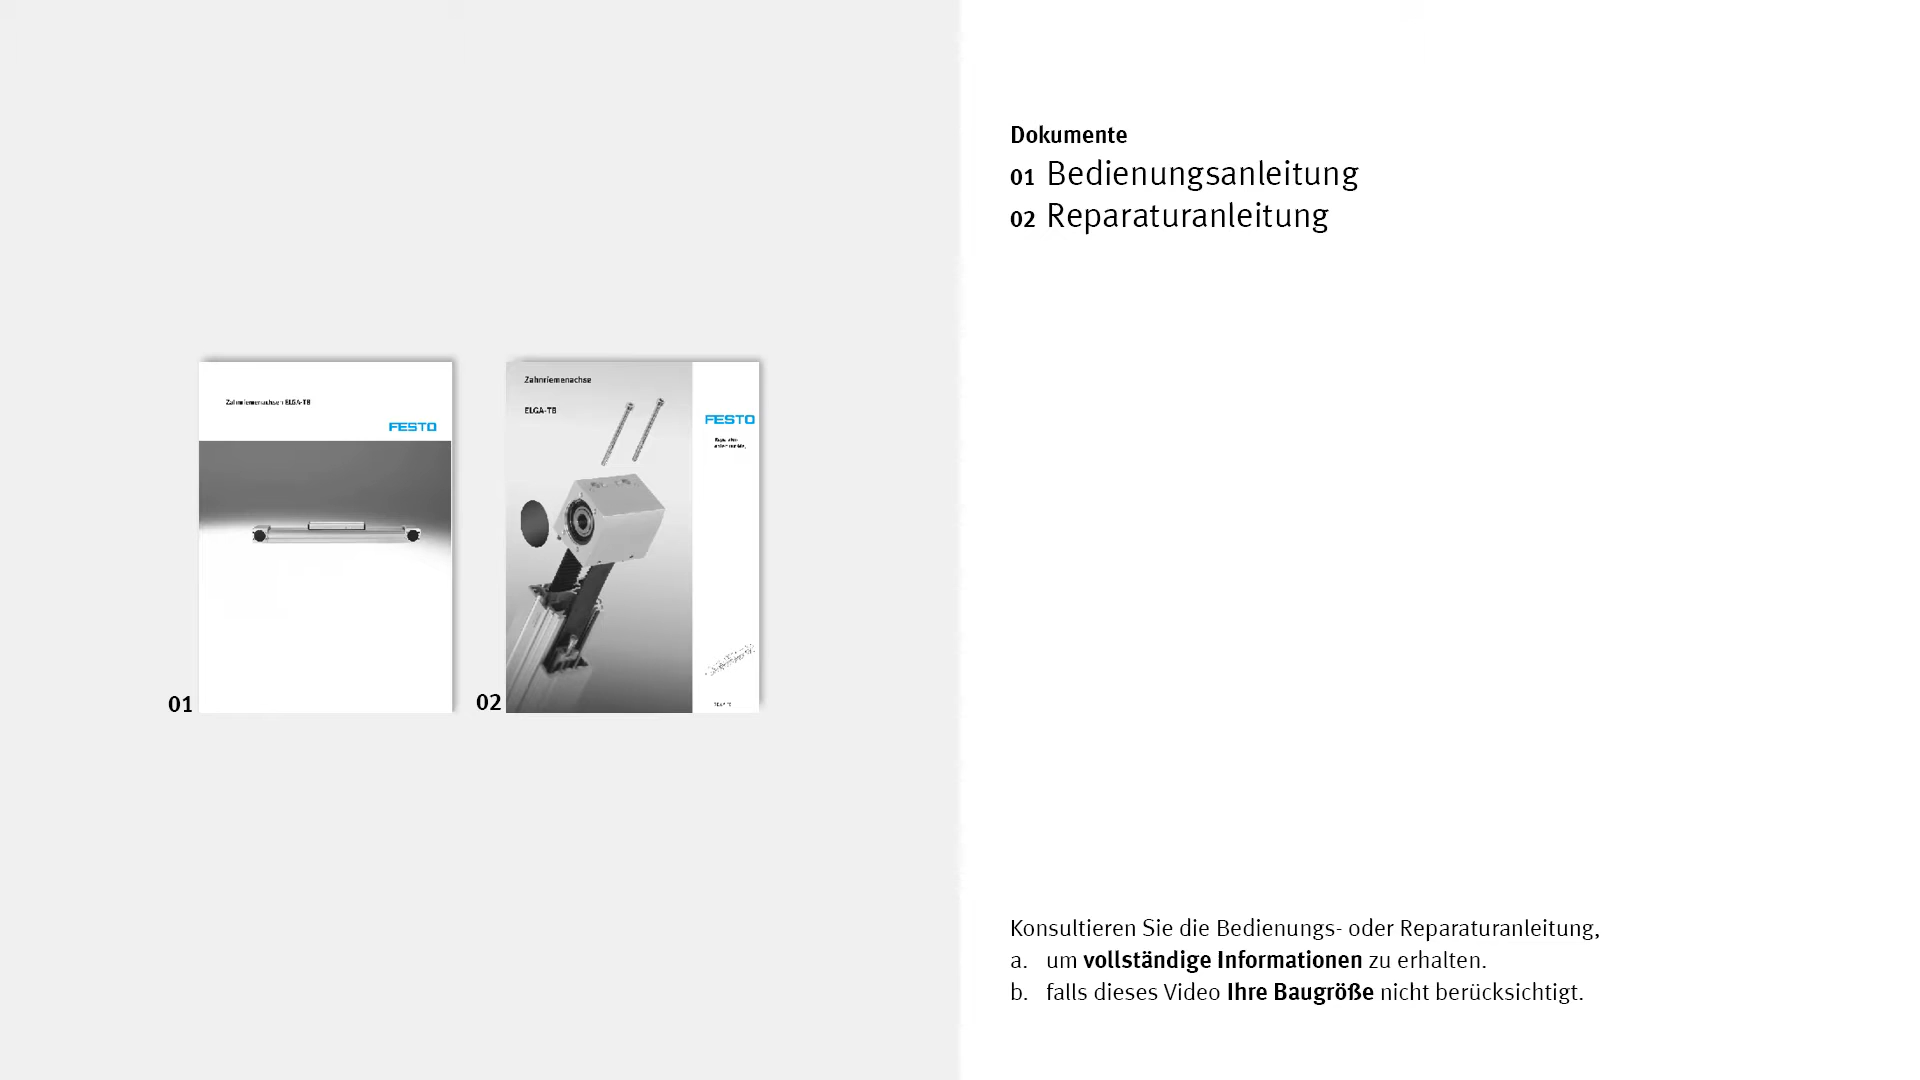 Dokumente
01 Bedienungsanleitung
02 Reparaturanleitung
Zahnriemenachsen ELGA-TB
FESTO
01
Zahnriemenachse
ELGA-TB
FESTO
02
Konsultieren Sie die Bedienungs- oder Reparaturanleitung,
a. um vollständige Informationen zu erhalten.
b. falls dieses Video Ihre Baugröße nicht berücksichtigt.